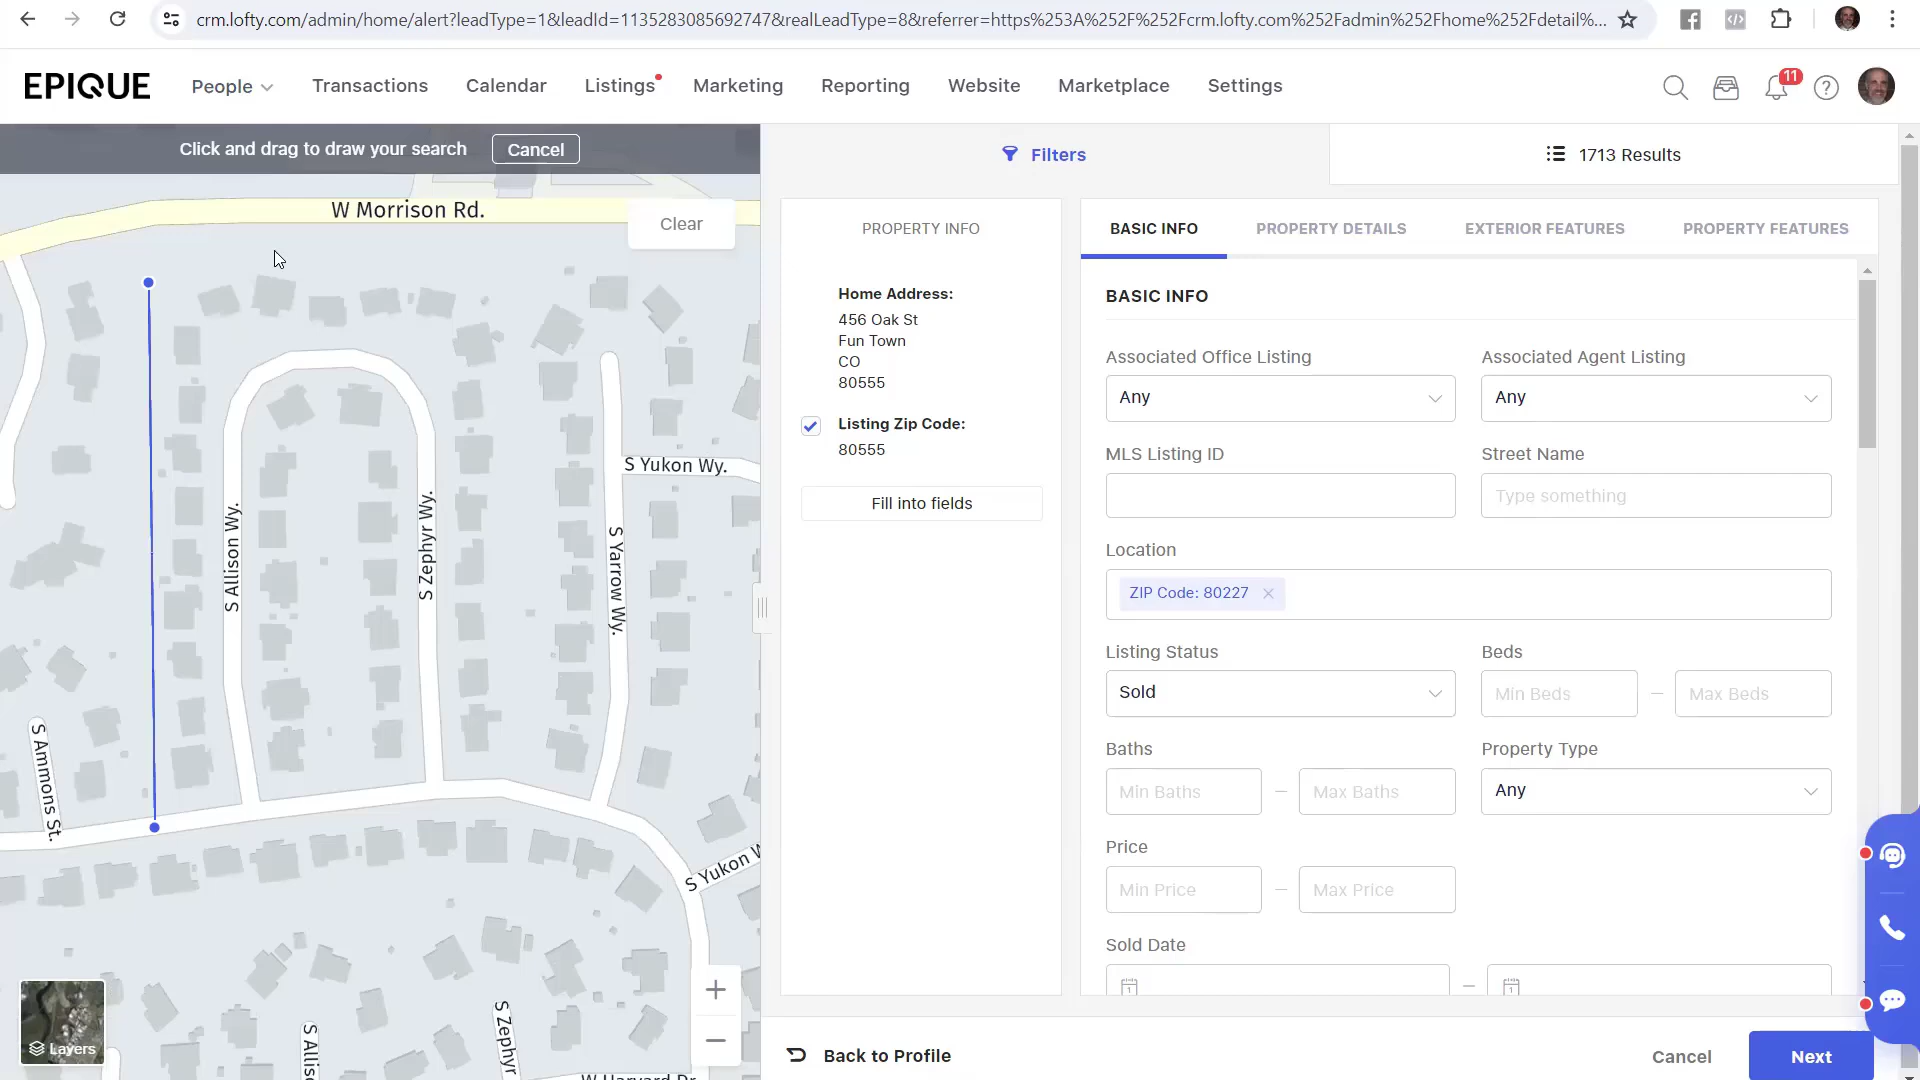 crm.lofty.com/admin/home/alert?leadType=1&leadId=1135283085692747&realLeadType=8&referrer=https%253A%252F%252Fcrm.lofty.com%252Fadmin%252Fhome%252Fdetail%...
EPIQUE
People
Transactions
Calendar
Listings
Marketing
Reporting
Website
Marketplace
Settings
11
Click and drag to draw your search
Cancel
Filters
1713 Results
W Morrison Rd.
Clear
S Yukon Wy.
S Allison Wy.
S Zephyr Wy.
S Yarrow Wy.
S Ammons St.
S Yukon W
S Allis
S Zephyr
W Harvard Dr
Layers
PROPERTY INFO
Home Address:
456 Oak St
Fun Town
CO
80555
Listing Zip Code:
80555
Fill into fields
BASIC INFO
PROPERTY DETAILS
EXTERIOR FEATURES
PROPERTY FEATURES
BASIC INFO
Associated Office Listing
Associated Agent Listing
Any
Any
MLS Listing ID
Street Name
Type something
Location
ZIP Code: 80227
Listing Status
Beds
Sold
Min Beds
Max Beds
Baths
Property Type
Min Baths
Max Baths
Any
Price
Min Price
Max Price
Sold Date
Back to Profile
Cancel
Next